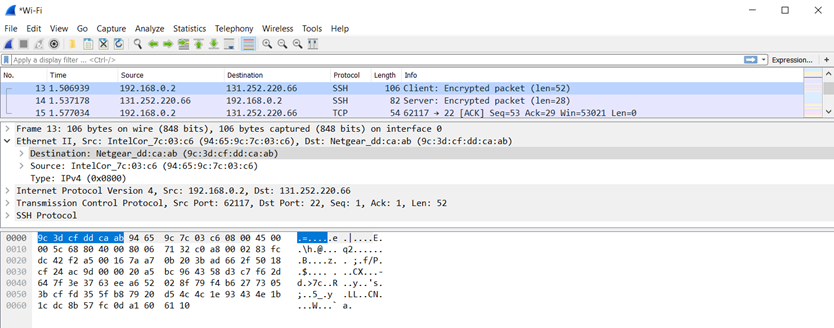 *Wi-Fi
File Edit View Go Capture Analyze Statistics Telephony Wireless Tools Help
Apply a display filter ... <Ctrl-/> Expression... +
No. Time Source Destination Protocol Length Info
13 1.506939 192.168.0.2 131.252.220.66 SSH 106 Client: Encrypted packet (len=52)
14 1.537178 131.252.220.66 192.168.0.2 SSH 82 Server: Encrypted packet (len=28)
15 1.577034 192.168.0.2 131.252.220.66 TCP 54 62117 → 22 [ACK] Seq=53 Ack=29 Win=53021 Len=0
Frame 13: 106 bytes on wire (848 bits), 106 bytes captured (848 bits) on interface 0
Ethernet II, Src: IntelCor_7c:03:c6 (94:65:9c:7c:03:c6), Dst: Netgear_dd:ca:ab (9c:3d:cf:dd:ca:ab)
Destination: Netgear_dd:ca:ab (9c:3d:cf:dd:ca:ab)
Source: IntelCor_7c:03:c6 (94:65:9c:7c:03:c6)
Type: IPv4 (0x0800)
Internet Protocol Version 4, Src: 192.168.0.2, Dst: 131.252.220.66
Transmission Control Protocol, Src Port: 62117, Dst Port: 22, Seq: 1, Ack: 1, Len: 52
SSH Protocol
0000 9c 3d cf dd ca ab 94 65 9c 7c 03 c6 08 00 45 00 .=.....e .|....E.
0010 00 5c 68 80 40 00 80 06 71 32 c0 a8 00 02 83 fc .\h.@... q2......
0020 dc 42 f2 a5 00 16 7a a7 0b 20 3b ad 66 2f 50 18 .B....z. . ;.f/P.
0030 cf 24 ac 9d 00 00 20 a5 bc 96 43 58 d3 c7 f6 2d .$.... . ..CX...-
0040 64 7f 3e 37 63 ee a6 52 02 8f 79 f4 b6 27 73 05 d.>7c..R ..y..'s.
0050 3b cf fd 35 5f b8 79 20 d5 4c 4c 1e 93 43 4e 1b ;..5_.y .LL..CN.
0060 1c dc 8b 57 fc 0d a1 60 61 10 ...W...` a.